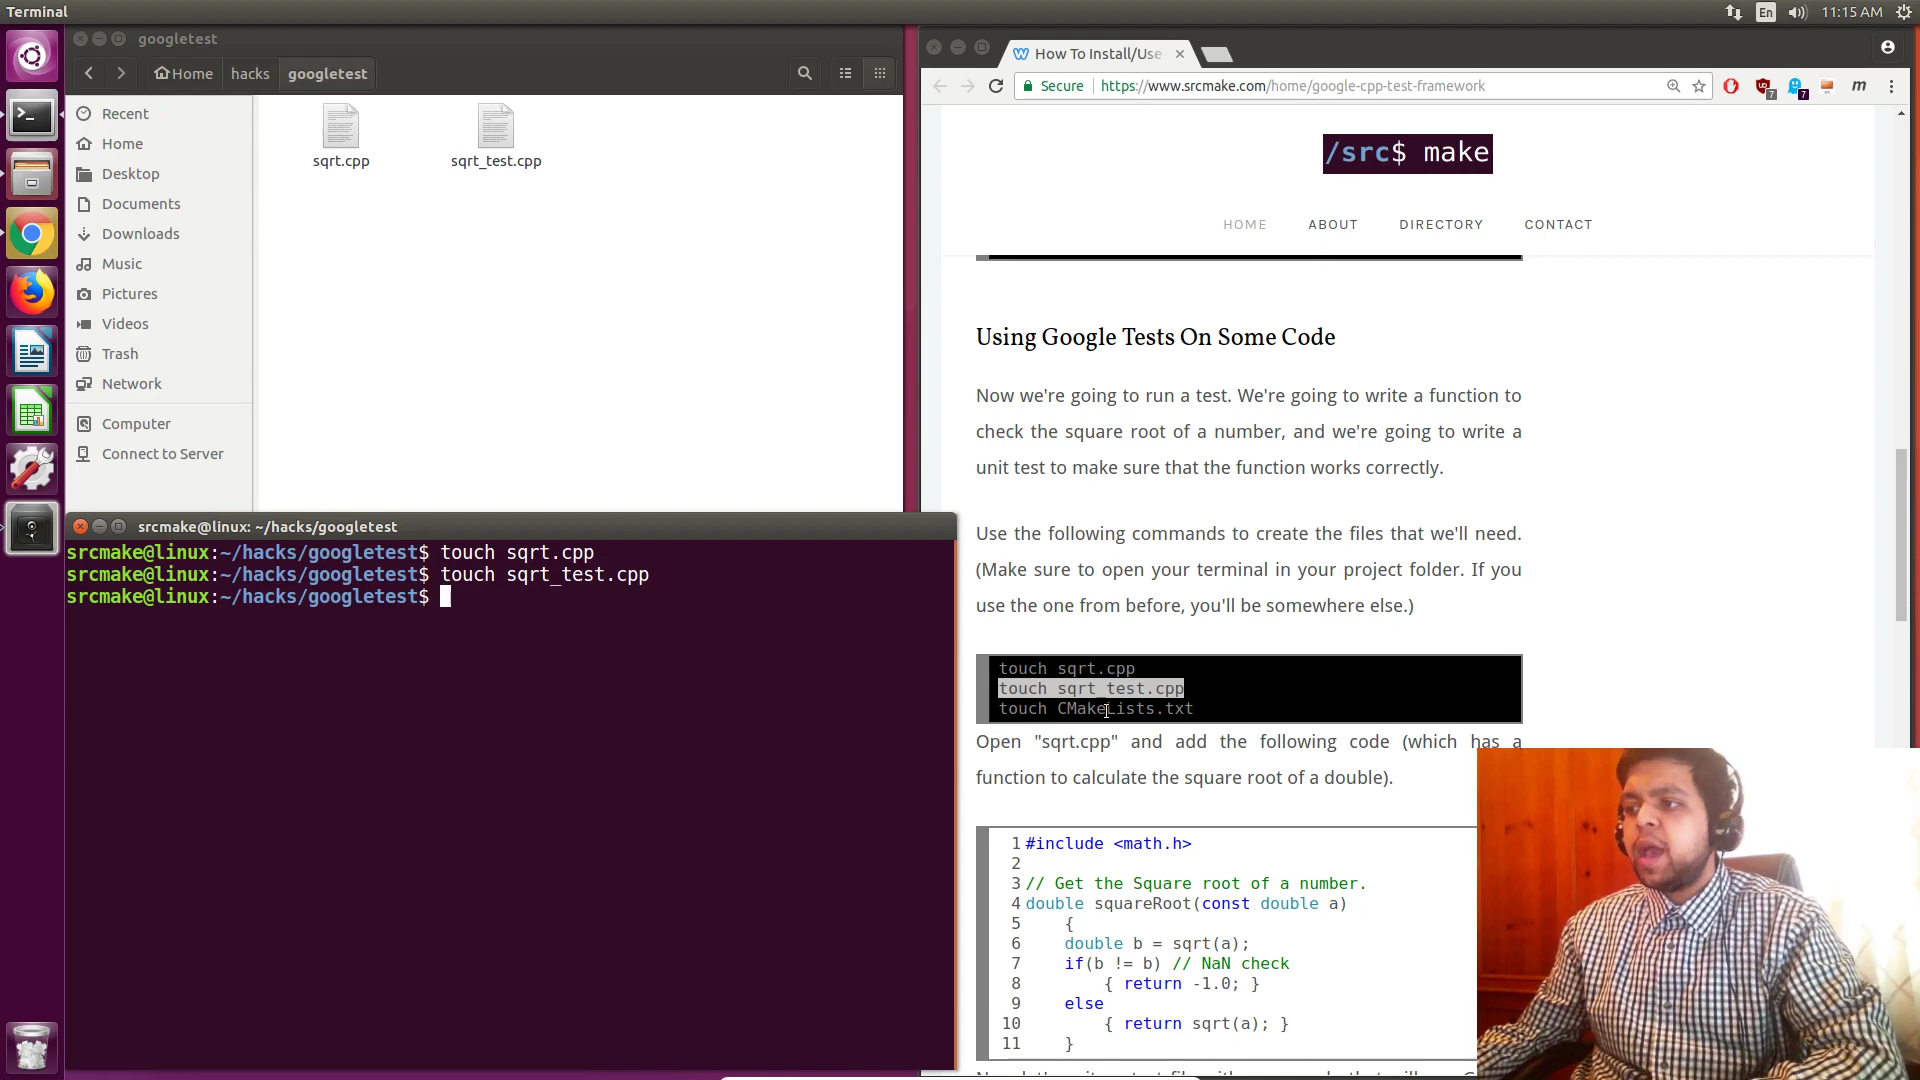 Terminal
En
11:15 AM
googletest
Home
hacks
googletest
Recent
Home
Desktop
Documents
Downloads
Music
Pictures
Videos
Trash
Network
Computer
Connect to Server
sqrt.cpp
sqrt_test.cpp
srcmake@linux: ~/hacks/googletest
srcmake@linux:~/hacks/googletest$ touch sqrt.cpp
srcmake@linux:~/hacks/googletest$ touch sqrt_test.cpp
srcmake@linux:~/hacks/googletest$
How To Install/Use
Secure
https://www.srcmake.com/home/google-cpp-test-framework
7
7
m
/src$ make
HOME
ABOUT
DIRECTORY
CONTACT
Using Google Tests On Some Code
Now we're going to run a test. We're going to write a function to
check the square root of a number, and we're going to write a
unit test to make sure that the function works correctly.
Use the following commands to create the files that we'll need.
(Make sure to open your terminal in your project folder. If you
use the one from before, you'll be somewhere else.)
touch sqrt.cpp
touch sqrt_test.cpp
touch CMakeLists.txt
Open "sqrt.cpp" and add the following code (which has a
function to calculate the square root of a double).
1 #include <math.h>
2
3 // Get the Square root of a number.
4 double squareRoot(const double a)
5 {
6 double b = sqrt(a);
7 if(b != b) // NaN check
8 { return -1.0; }
9 else
10 { return sqrt(a); }
11 }